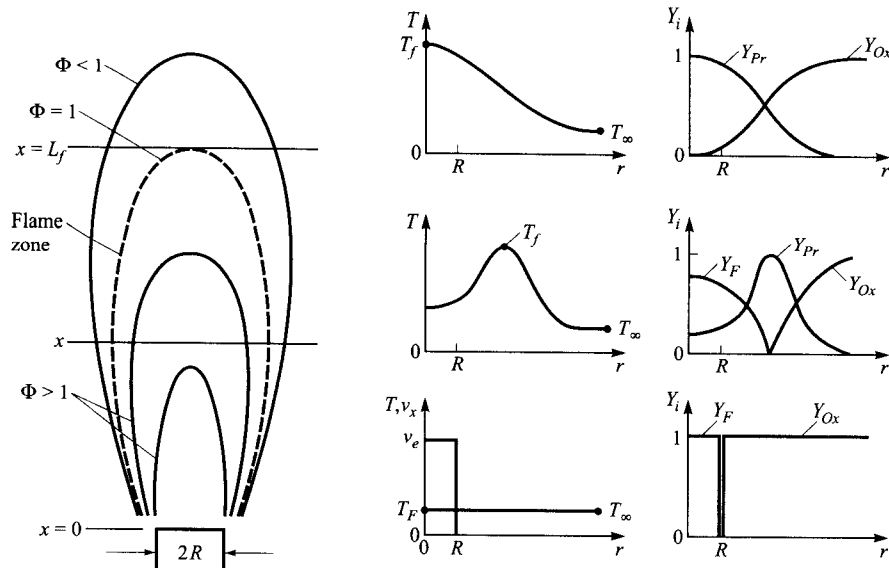 Φ < 1
Φ = 1
x = L_f
Flame
zone
x
Φ > 1
x = 0
2R
T
T_f
T_∞
0
R
r
Y_i
1
Y_Pr
Y_Ox
0
R
r
T
T_f
T_∞
0
R
r
Y_i
1
Y_F
Y_Pr
Y_Ox
0
R
r
T, v_x
v_e
T_F
T_∞
0
0
R
r
Y_i
1
Y_F
Y_Ox
0
R
r